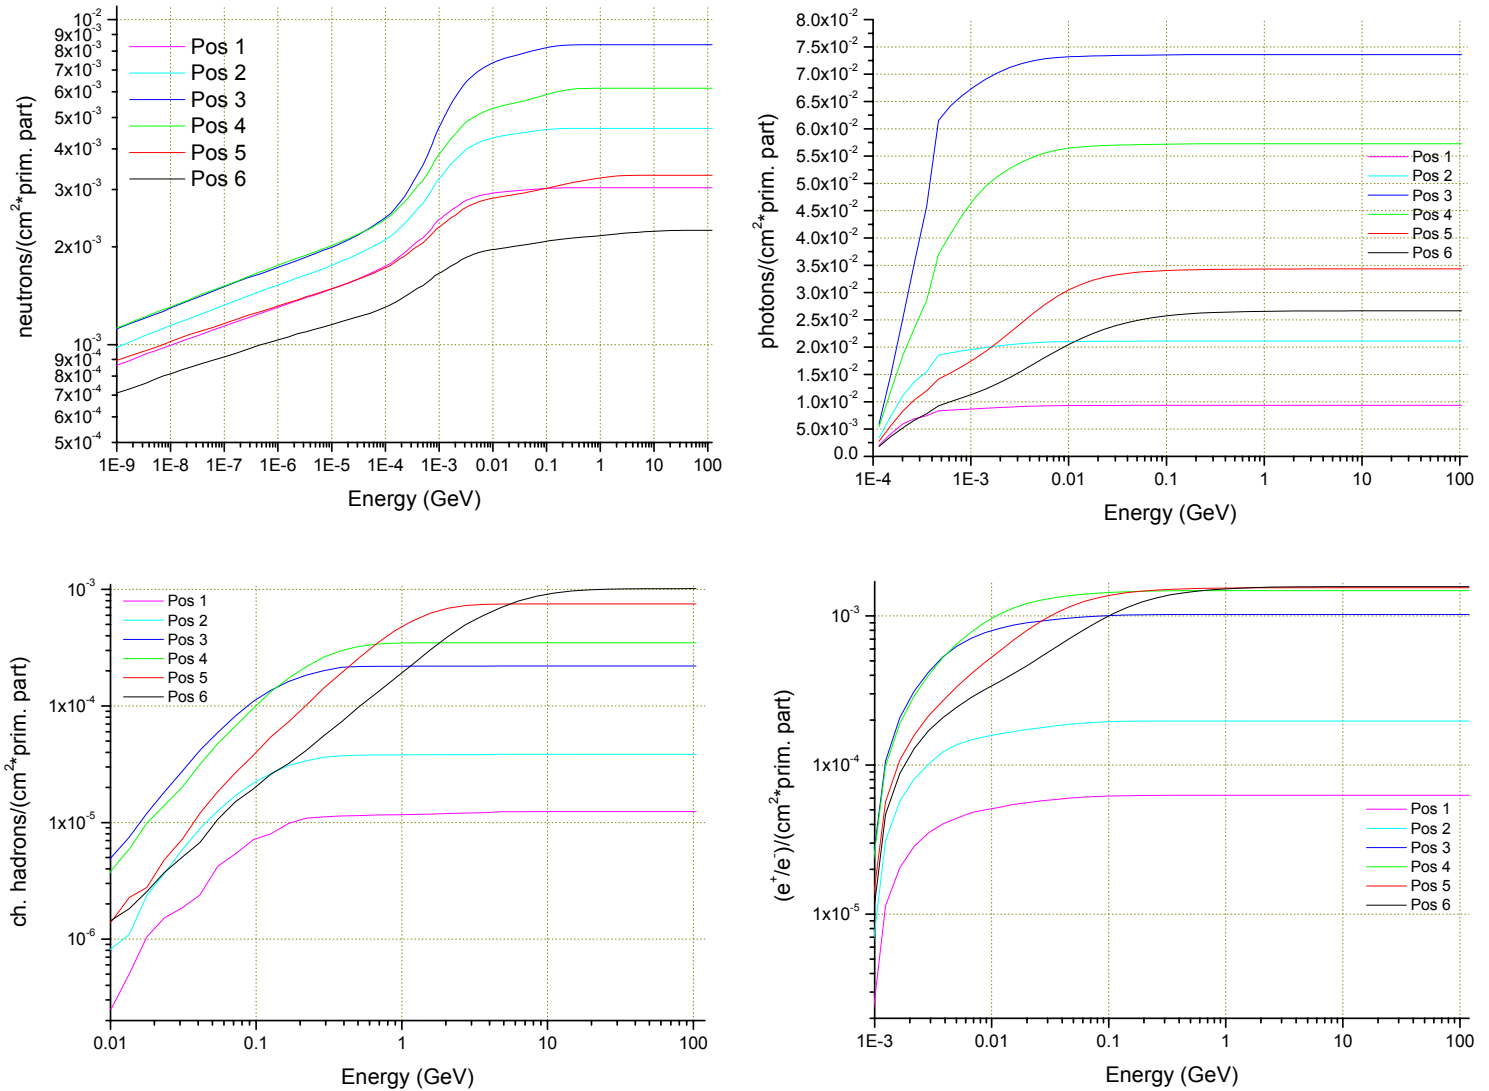 10⁻²
9x10⁻³
8x10⁻³
7x10⁻³
6x10⁻³
5x10⁻³
4x10⁻³
3x10⁻³
2x10⁻³
10⁻³
9x10⁻⁴
8x10⁻⁴
7x10⁻⁴
6x10⁻⁴
5x10⁻⁴
neutrons/(cm²*prim. part)
Pos 1
Pos 2
Pos 3
Pos 4
Pos 5
Pos 6
1E-9 1E-8 1E-7 1E-6 1E-5 1E-4 1E-3 0.01 0.1 1 10 100
Energy (GeV)
8.0x10⁻²
7.5x10⁻²
7.0x10⁻²
6.5x10⁻²
6.0x10⁻²
5.5x10⁻²
5.0x10⁻²
4.5x10⁻²
4.0x10⁻²
3.5x10⁻²
3.0x10⁻²
2.5x10⁻²
2.0x10⁻²
1.5x10⁻²
1.0x10⁻²
5.0x10⁻³
0.0
photons/(cm²*prim. part)
Pos 1
Pos 2
Pos 3
Pos 4
Pos 5
Pos 6
1E-4 1E-3 0.01 0.1 1 10 100
Energy (GeV)
10⁻³
1x10⁻⁴
1x10⁻⁵
10⁻⁶
ch. hadrons/(cm²*prim. part)
Pos 1
Pos 2
Pos 3
Pos 4
Pos 5
Pos 6
0.01 0.1 1 10 100
Energy (GeV)
10⁻³
1x10⁻⁴
1x10⁻⁵
(e⁺/e⁻)/(cm²*prim. part)
Pos 1
Pos 2
Pos 3
Pos 4
Pos 5
Pos 6
1E-3 0.01 0.1 1 10 100
Energy (GeV)